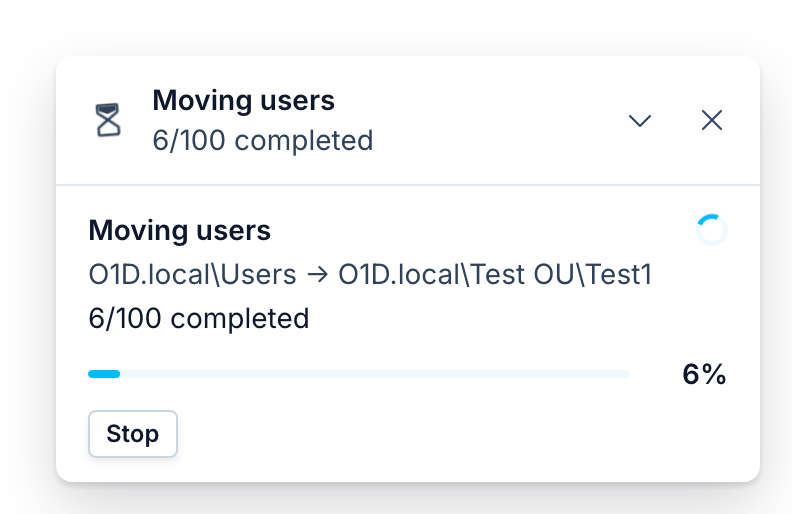 Moving users
6/100 completed
Moving users
O1D.local\Users → O1D.local\Test OU\Test1
6/100 completed
6%
Stop